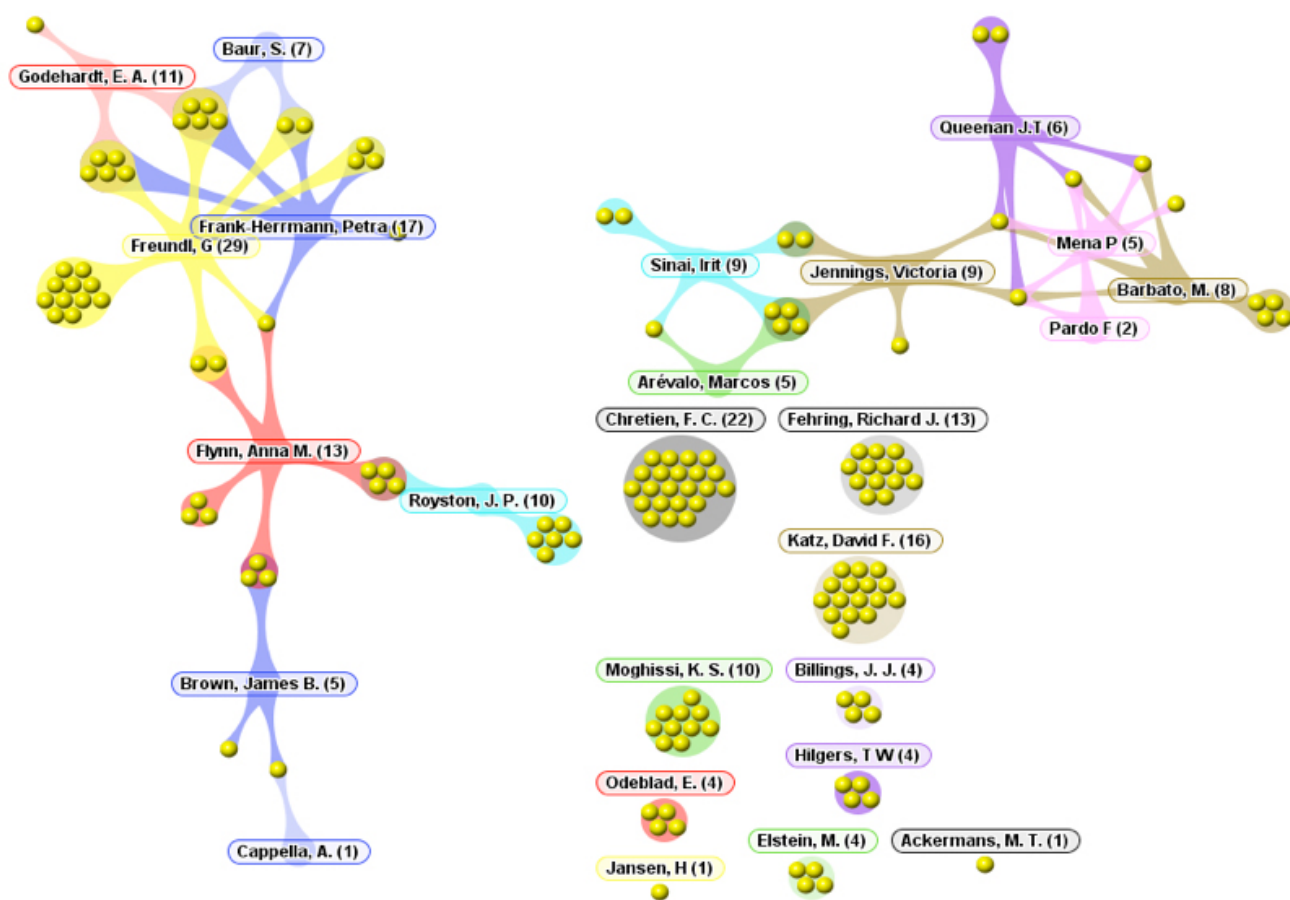 Baur, S. (7)
Godehardt, E. A. (11)
Frank-Herrmann, Petra (17)
Freundl, G (29)
Flynn, Anna M. (13)
Royston, J. P. (10)
Brown, James B. (5)
Cappella, A. (1)
Queenan J.T (6)
Mena P (5)
Sinai, Irit (9)
Jennings, Victoria (9)
Barbato, M. (8)
Pardo F (2)
Arévalo, Marcos (5)
Chretien, F. C. (22)
Fehring, Richard J. (13)
Katz, David F. (16)
Moghissi, K. S. (10)
Billings, J. J. (4)
Hilgers, T W (4)
Odeblad, E. (4)
Elstein, M. (4)
Ackermans, M. T. (1)
Jansen, H (1)